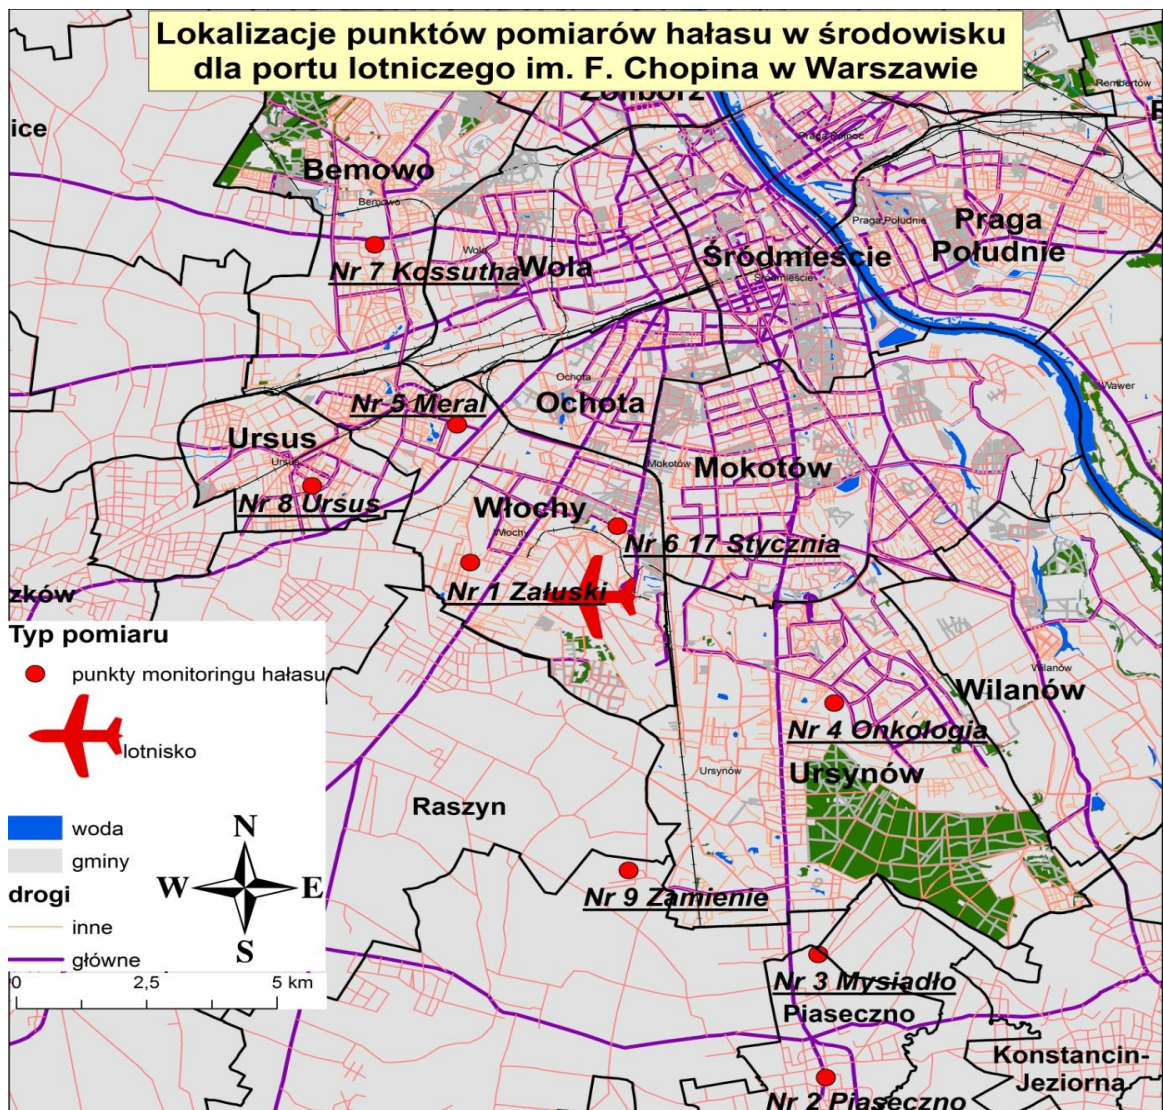 Lokalizacje punktów pomiarów hałasu w środowisku
dla portu lotniczego im. F. Chopina w Warszawie
Żoliborz
Rembertów
ice
Praga Północ
Bemowo
Bemowo
Praga Południe
Praga
Południe
Wola
Śródmieście
Śródmieście
Nr 7 Kossutha
Wola
Ochota
Wawer
Nr 5 Meral
Ochota
Ursus
Ursus
Mokotów
Mokotów
Nr 8 Ursus
Włochy
Włochy
Nr 6 17 Stycznia
Nr 1 Załuski
zków
Typ pomiaru
punkty monitoringu hałasu
lotnisko
Wilanów
Wilanów
Nr 4 Onkologia
Ursynów
Ursynów
Raszyn
woda
gminy
drogi
inne
główne
N
W
E
S
0 2,5 5 km
Nr 9 Zamienie
Nr 3 Mysiadło
Piaseczno
Konstancin-
Jeziorna
Nr 2 Piaseczno